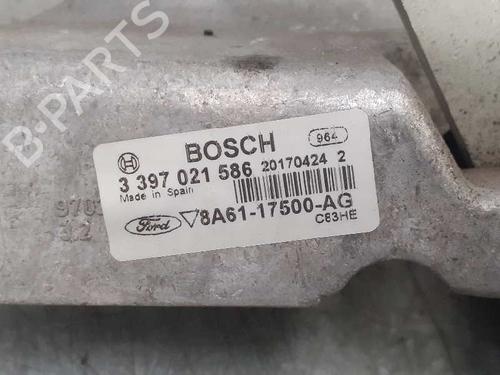 B-PARTS
BOSCH
964
3 397 021 586 20170424 2
Made in Spain
Ford 8A61-17500-AG
C63HE